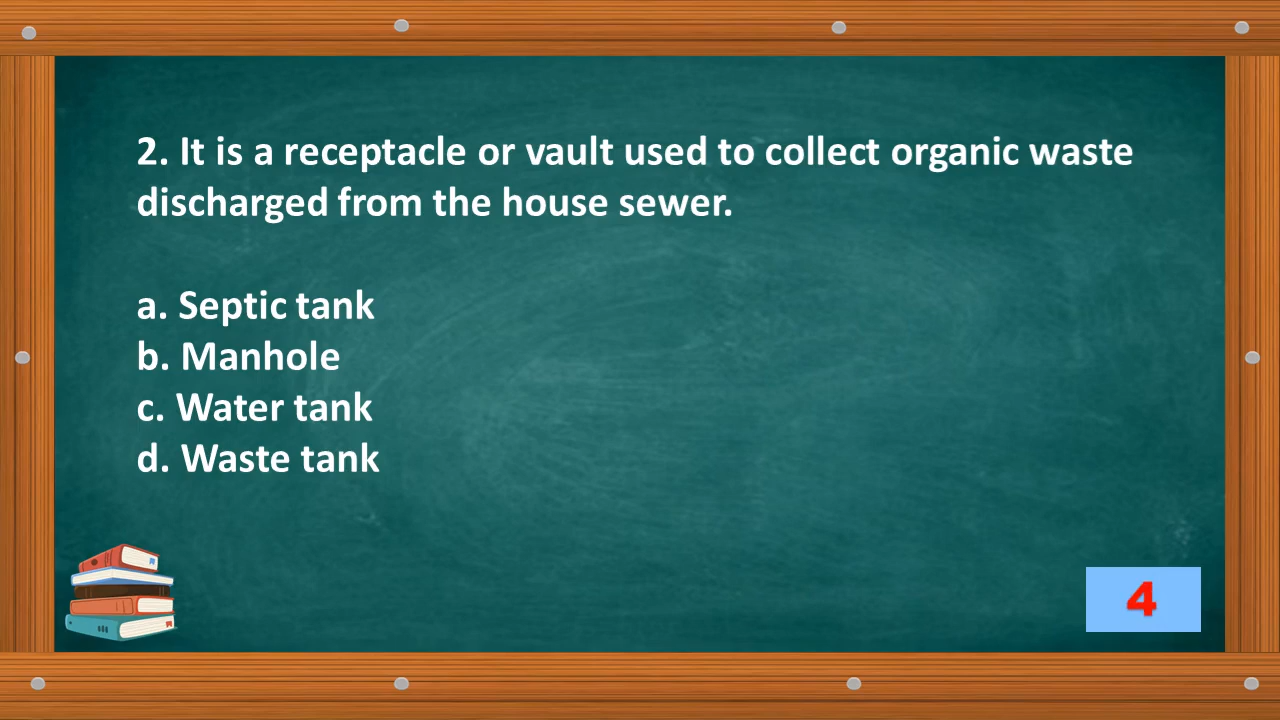 2. It is a receptacle or vault used to collect organic waste
discharged from the house sewer.
a. Septic tank
b. Manhole
c. Water tank
d. Waste tank
4